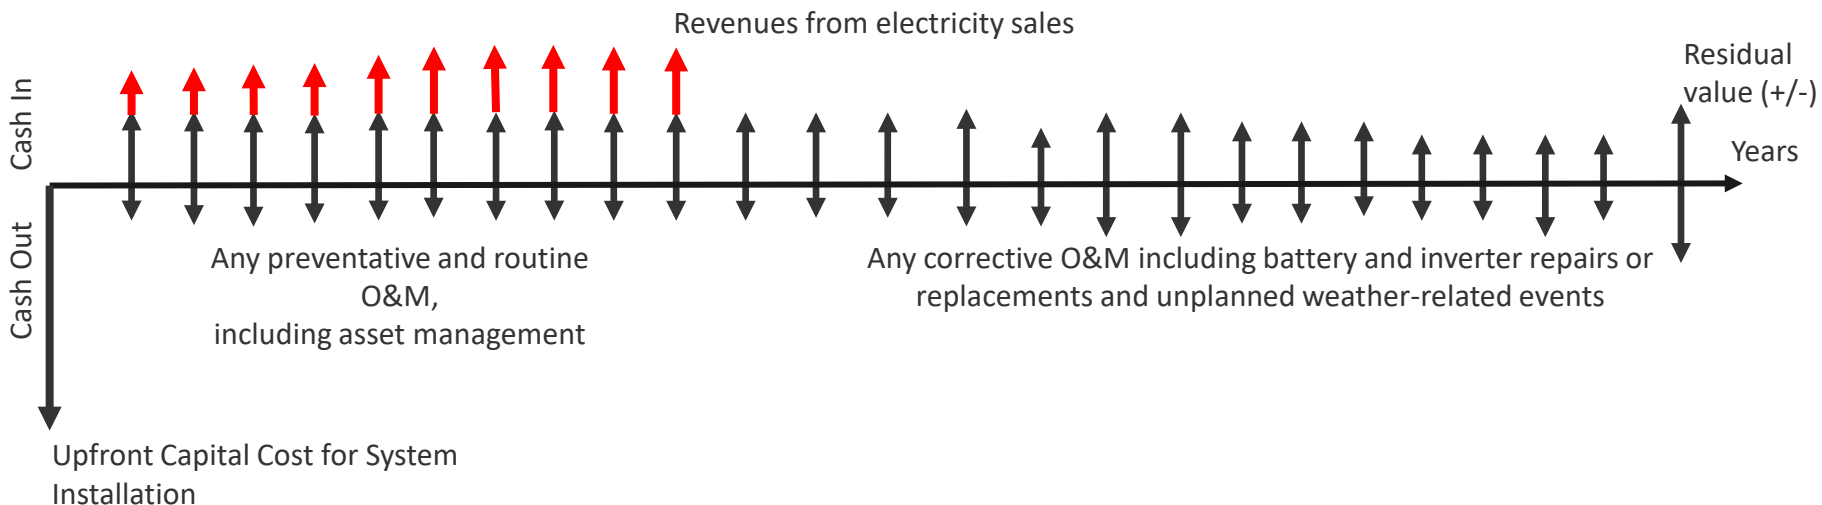 Revenues from electricity sales
Residual
value (+/-)
Cash In
Years
Cash Out
Any preventative and routine
O&M,
including asset management
Any corrective O&M including battery and inverter repairs or
replacements and unplanned weather-related events
Upfront Capital Cost for System
Installation